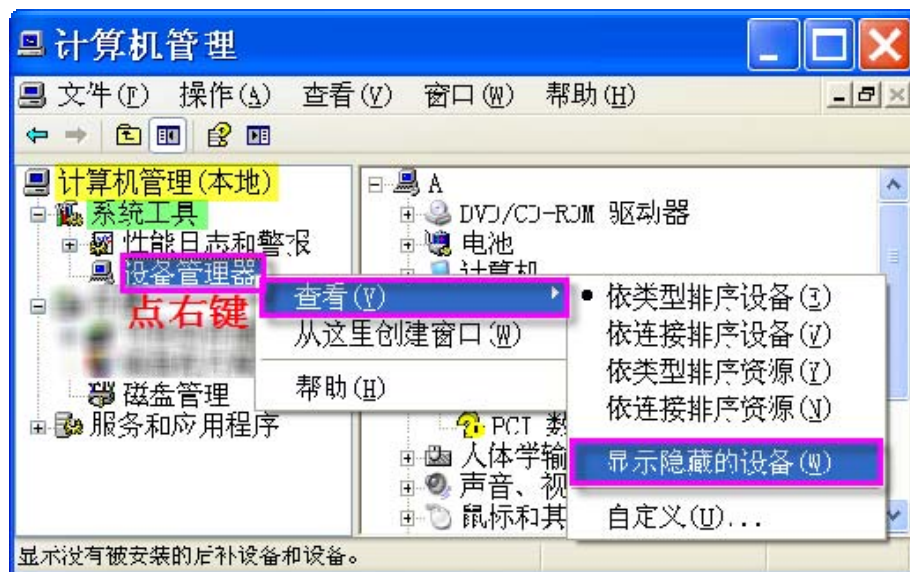 计算机管理
文件(F) 操作(A) 查看(V) 窗口(W) 帮助(H)
计算机管理(本地)
系统工具
性能日志和警报
设备管理器
点右键
磁盘管理
服务和应用程序
A
DVD/CD-ROM 驱动器
电池
计算机
PCI 数
人体学输
声音、视
鼠标和其
查看(V)
从这里创建窗口(W)
帮助(H)
依类型排序设备(I)
依连接排序设备(V)
依类型排序资源(Y)
依连接排序资源(N)
显示隐藏的设备(W)
自定义(U)...
显示没有被安装的后补设备和设备。